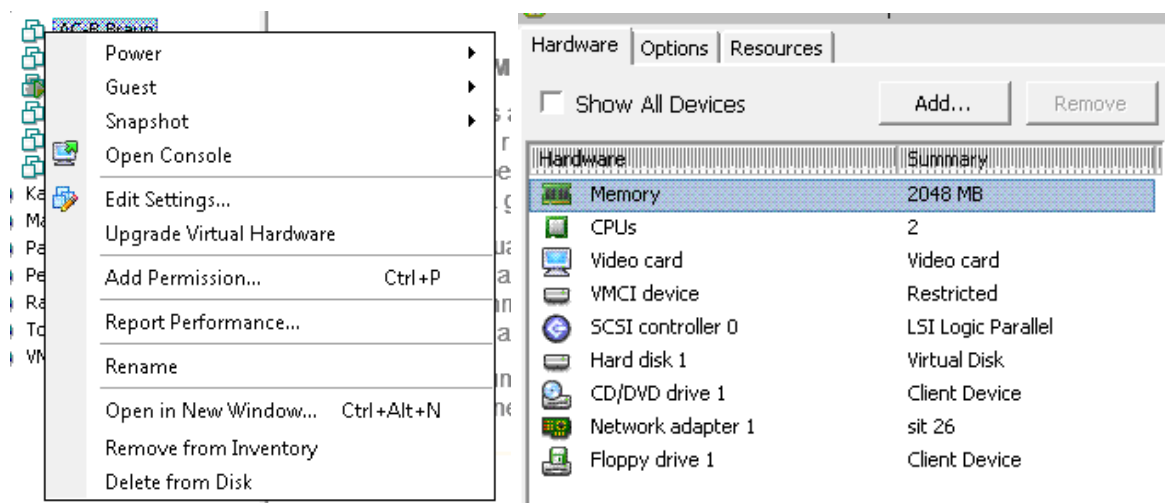 AC-B Braun
Power
Guest
Snapshot
Open Console
Edit Settings...
Upgrade Virtual Hardware
Add Permission... Ctrl+P
Report Performance...
Rename
Open in New Window... Ctrl+Alt+N
Remove from Inventory
Delete from Disk
Hardware Options Resources
Show All Devices Add... Remove
Hardware Summary
Memory 2048 MB
CPUs 2
Video card Video card
VMCI device Restricted
SCSI controller 0 LSI Logic Parallel
Hard disk 1 Virtual Disk
CD/DVD drive 1 Client Device
Network adapter 1 sit 26
Floppy drive 1 Client Device